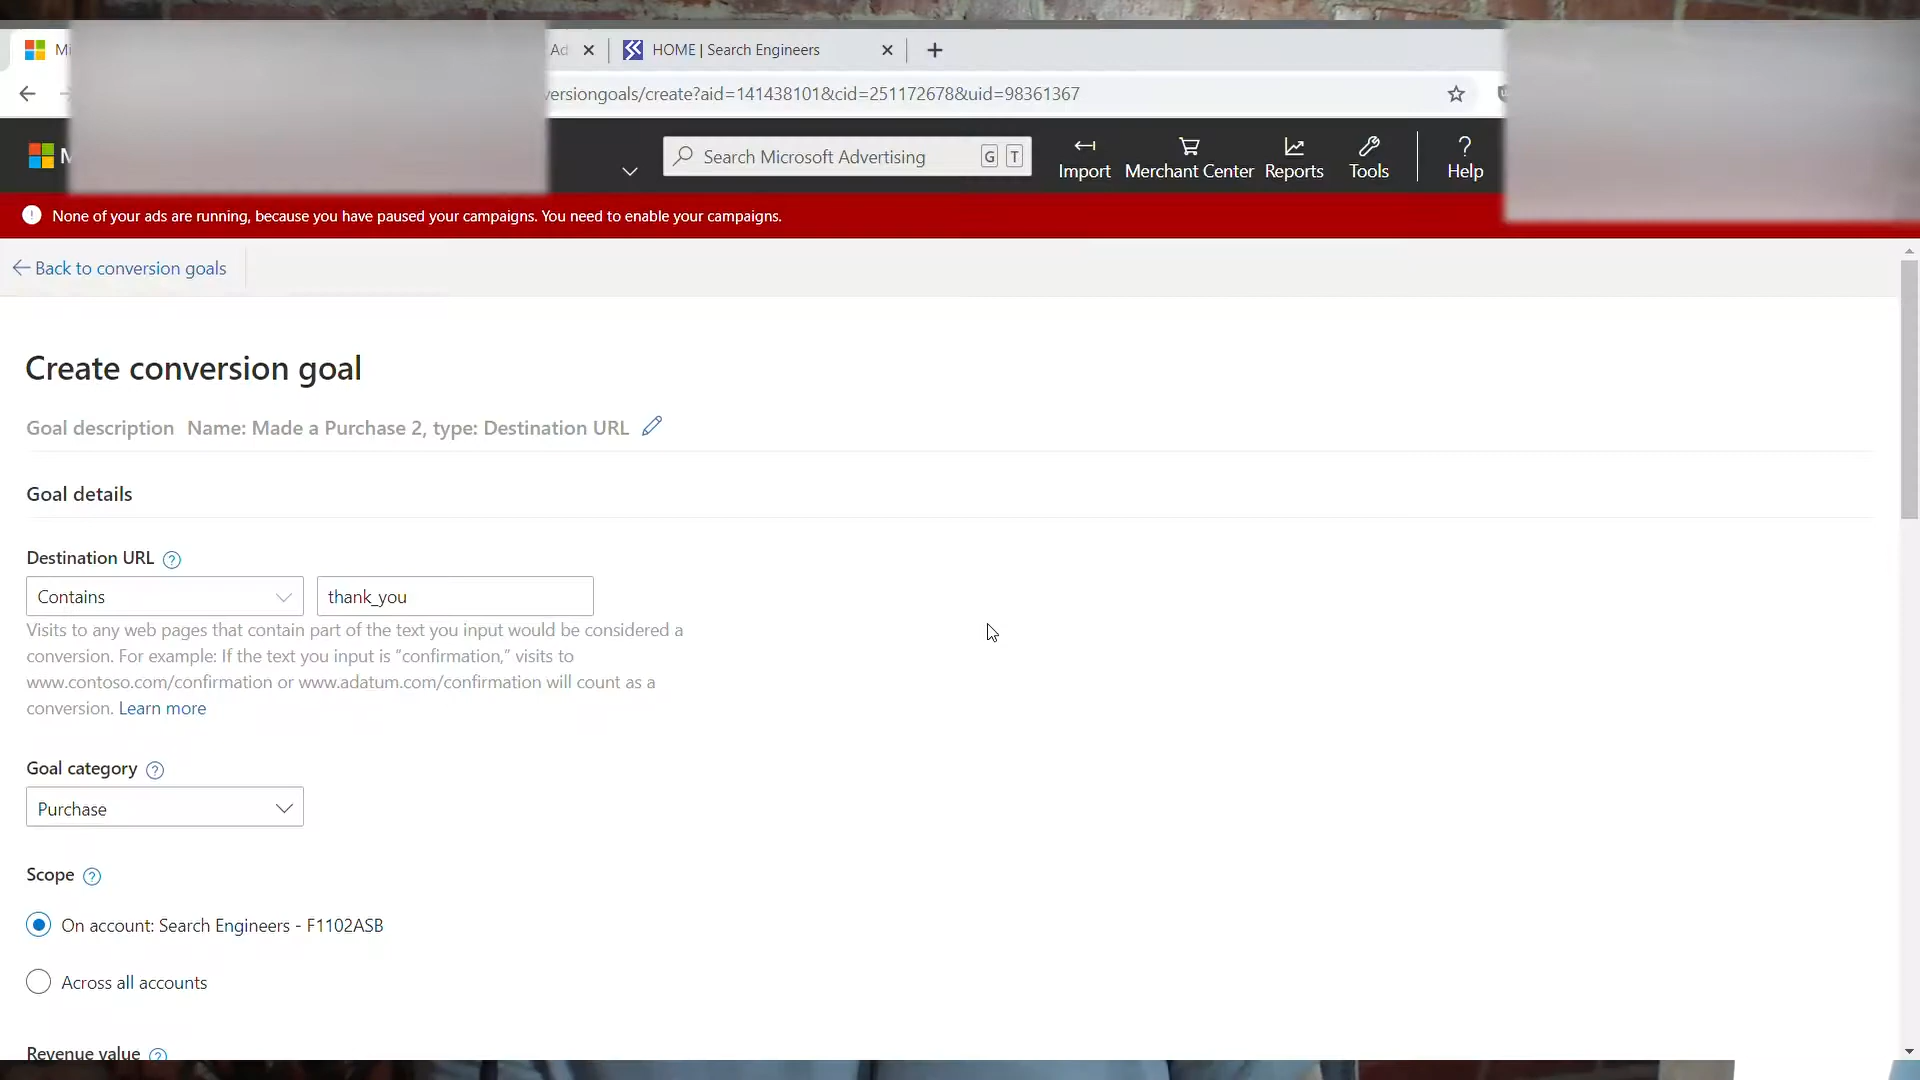 Ad
HOME | Search Engineers
versiongoals/create?aid=141438101&cid=251172678&uid=98361367
Search Microsoft Advertising G T
Import
Merchant Center
Reports
Tools
Help
None of your ads are running, because you have paused your campaigns. You need to enable your campaigns.
Back to conversion goals
Create conversion goal
Goal description Name: Made a Purchase 2, type: Destination URL
Goal details
Destination URL
Contains
thank_you
Visits to any web pages that contain part of the text you input would be considered a
conversion. For example: If the text you input is “confirmation,” visits to
www.contoso.com/confirmation or www.adatum.com/confirmation will count as a
conversion. Learn more
Goal category
Purchase
Scope
On account: Search Engineers - F1102ASB
Across all accounts
Revenue value